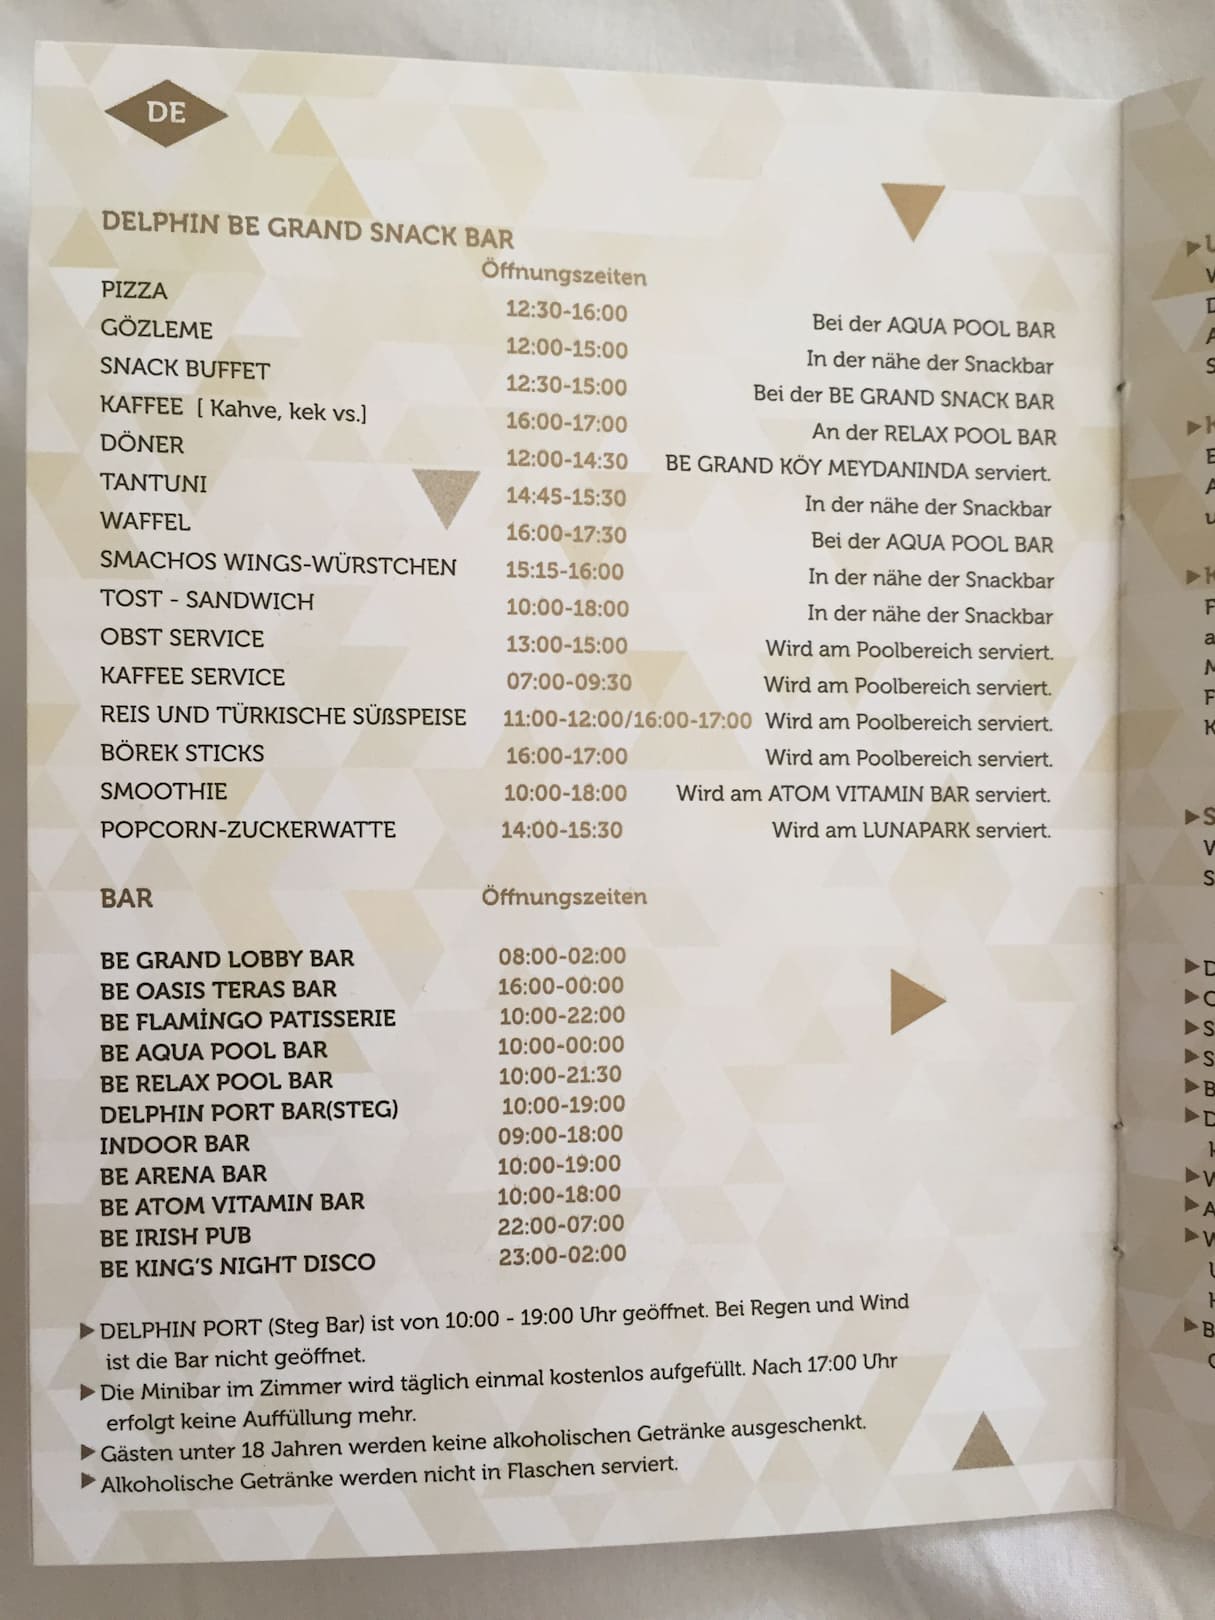 DE
DELPHIN BE GRAND SNACK BAR
Öffnungszeiten
PIZZA 12:30-16:00 Bei der AQUA POOL BAR
GÖZLEME 12:00-15:00 In der nähe der Snackbar
SNACK BUFFET 12:30-15:00 Bei der BE GRAND SNACK BAR
KAFFEE [ Kahve, kek vs.] 16:00-17:00 An der RELAX POOL BAR
DÖNER 12:00-14:30 BE GRAND KÖY MEYDANINDA serviert.
TANTUNI 14:45-15:30 In der nähe der Snackbar
WAFFEL 16:00-17:30 Bei der AQUA POOL BAR
SMACHOS WINGS-WÜRSTCHEN 15:15-16:00 In der nähe der Snackbar
TOST - SANDWICH 10:00-18:00 In der nähe der Snackbar
OBST SERVICE 13:00-15:00 Wird am Poolbereich serviert.
KAFFEE SERVICE 07:00-09:30 Wird am Poolbereich serviert.
REIS UND TÜRKISCHE SÜßSPEISE 11:00-12:00/16:00-17:00 Wird am Poolbereich serviert.
BÖREK STICKS 16:00-17:00 Wird am Poolbereich serviert.
SMOOTHIE 10:00-18:00 Wird am ATOM VITAMIN BAR serviert.
POPCORN-ZUCKERWATTE 14:00-15:30 Wird am LUNAPARK serviert.
BAR Öffnungszeiten
BE GRAND LOBBY BAR 08:00-02:00
BE OASIS TERAS BAR 16:00-00:00
BE FLAMİNGO PATISSERIE 10:00-22:00
BE AQUA POOL BAR 10:00-00:00
BE RELAX POOL BAR 10:00-21:30
DELPHIN PORT BAR(STEG) 10:00-19:00
INDOOR BAR 09:00-18:00
BE ARENA BAR 10:00-19:00
BE ATOM VITAMIN BAR 10:00-18:00
BE IRISH PUB 22:00-07:00
BE KING'S NIGHT DISCO 23:00-02:00
▶DELPHIN PORT (Steg Bar) ist von 10:00 - 19:00 Uhr geöffnet. Bei Regen und Wind
ist die Bar nicht geöffnet.
▶Die Minibar im Zimmer wird täglich einmal kostenlos aufgefüllt. Nach 17:00 Uhr
erfolgt keine Auffüllung mehr.
▶Gästen unter 18 Jahren werden keine alkoholischen Getränke ausgeschenkt.
▶Alkoholische Getränke werden nicht in Flaschen serviert.